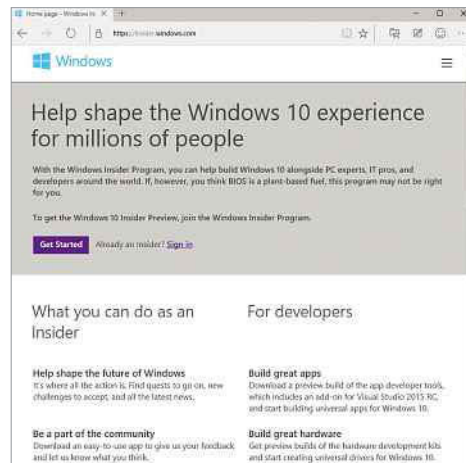 Home page - Windows In
https://insider.windows.com
Windows
Help shape the Windows 10 experience
for millions of people
With the Windows Insider Program, you can help build Windows 10 alongside PC experts, IT pros, and
developers around the world. If, however, you think BIOS is a plant-based fuel, this program may not be right
for you.
To get the Windows 10 Insider Preview, join the Windows Insider Program.
Get Started Already an insider? Sign in
What you can do as an
Insider
Help shape the future of Windows
It's where all the action is. Find quests to go on, new
challenges to accept, and all the latest news.
Be a part of the community
Download an easy-to-use app to give us your feedback
and let us know what you think.
For developers
Build great apps
Download a preview build of the app developer tools,
which includes an add-on for Visual Studio 2015 RC,
and start building universal apps for Windows 10.
Build great hardware
Get preview builds of the hardware development kits
and start creating universal drivers for Windows 10.